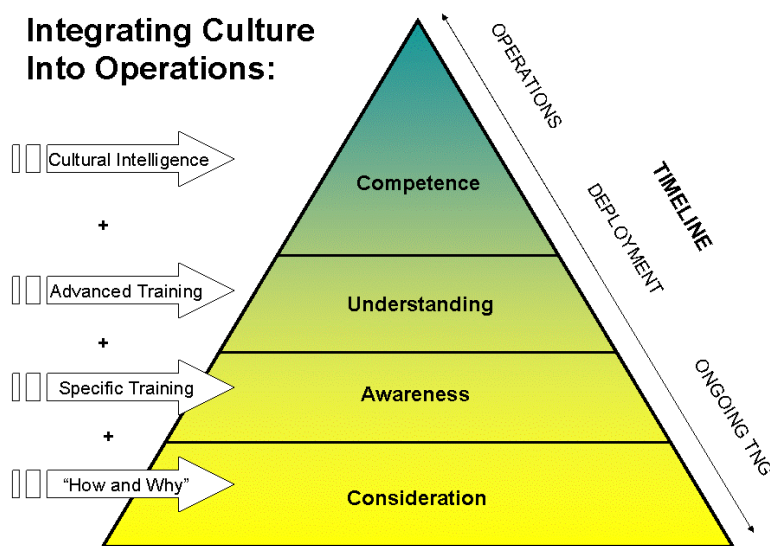 Integrating Culture
Into Operations:
OPERATIONS
Cultural Intelligence
Competence
TIMELINE
+
DEPLOYMENT
Advanced Training
Understanding
+
ONGOING TNG
Specific Training
Awareness
+
“How and Why”
Consideration